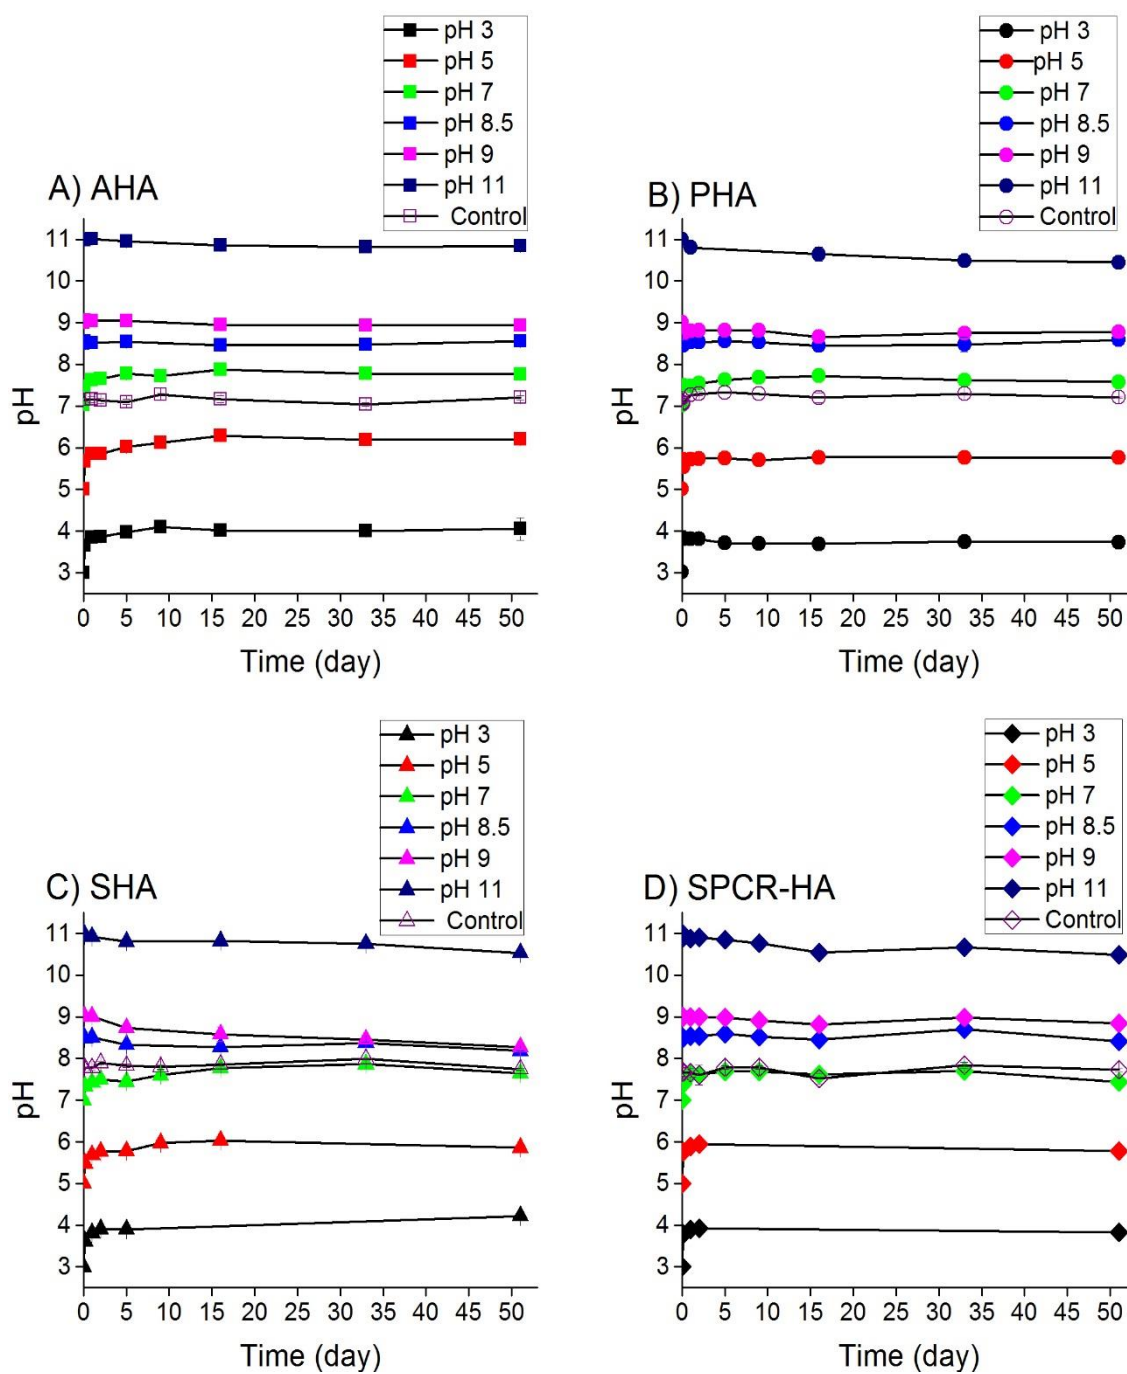 pH 3
pH 5
pH 7
pH 8.5
pH 9
pH 11
Control
A) AHA
11
10
9
8
7
6
5
4
3
pH
0 5 10 15 20 25 30 35 40 45 50
Time (day)
pH 3
pH 5
pH 7
pH 8.5
pH 9
pH 11
Control
B) PHA
11
10
9
8
7
6
5
4
3
pH
0 5 10 15 20 25 30 35 40 45 50
Time (day)
pH 3
pH 5
pH 7
pH 8.5
pH 9
pH 11
Control
C) SHA
11
10
9
8
7
6
5
4
3
pH
0 5 10 15 20 25 30 35 40 45 50
Time (day)
pH 3
pH 5
pH 7
pH 8.5
pH 9
pH 11
Control
D) SPCR-HA
11
10
9
8
7
6
5
4
3
pH
0 5 10 15 20 25 30 35 40 45 50
Time (day)